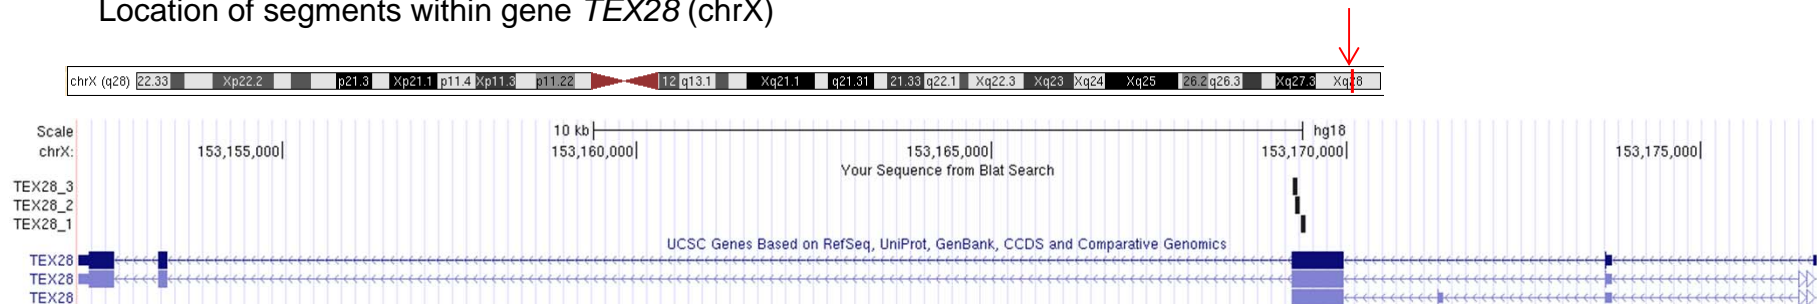 Location of segments within gene TEX28 (chrX)
chrX (q28) 22.33 Xp22.2 p21.3 Xp21.1 p11.4 Xp11.3 p11.22 12 q13.1 Xq21.1 q21.31 21.33 q22.1 Xq22.3 Xq23 Xq24 Xq25 26.2 q26.3 Xq27.3 Xq28
Scale 10 kb hg18
chrX: 153,155,000 153,160,000 153,165,000 153,170,000 153,175,000
Your Sequence from Blat Search
TEX28_3
TEX28_2
TEX28_1
UCSC Genes Based on RefSeq, UniProt, GenBank, CCDS and Comparative Genomics
TEX28
TEX28
TEX28